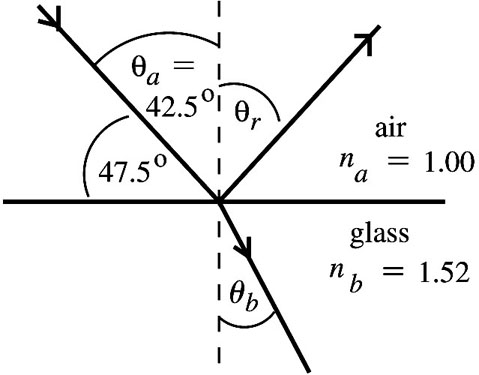 θa =
42.5°
θr
47.5°
air
na = 1.00
glass
nb = 1.52
θb